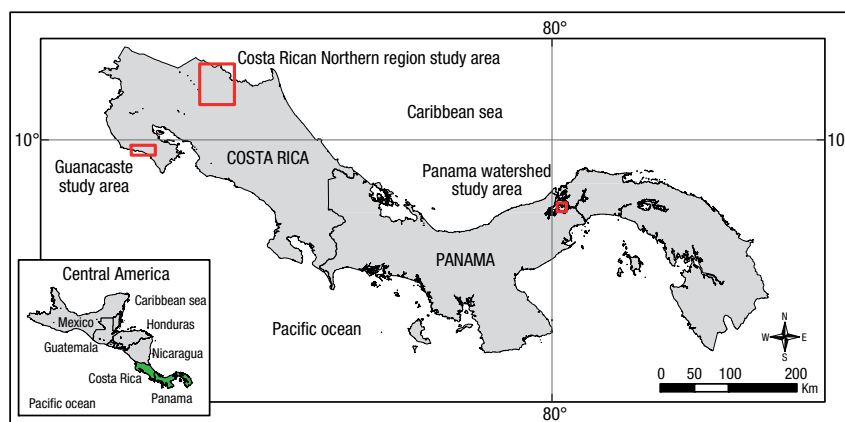 80°
Costa Rican Northern region study area
Caribbean sea
10°
10
COSTA RICA
Guanacaste
study area
Panama watershed
study area
PANAMA
Pacific ocean
Central America
Caribbean sea
Mexico
Honduras
Guatemala
Nicaragua
Costa Rica
Panama
Pacific ocean
N
W
E
S
0 50 100 200
Km
80°